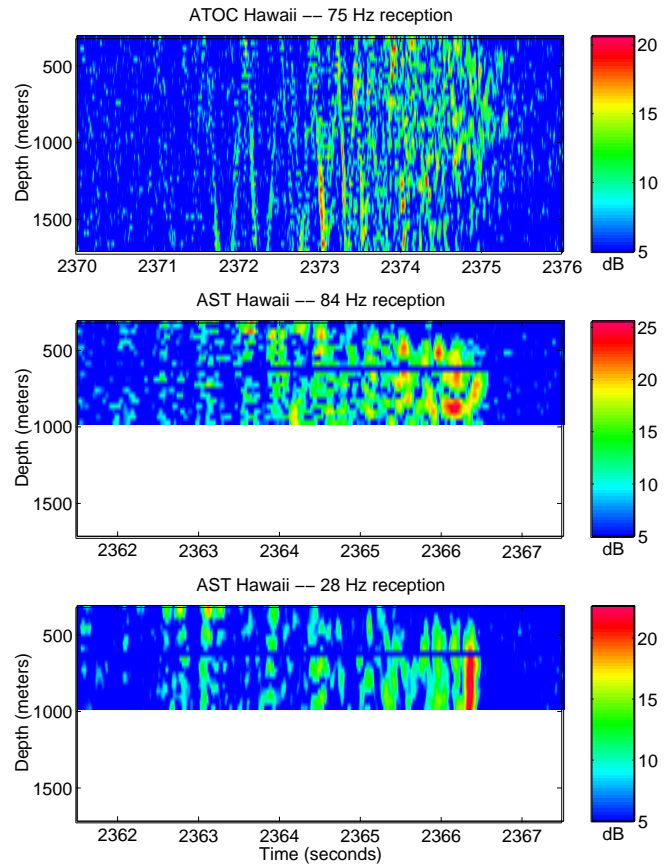 ATOC Hawaii −− 75 Hz reception
Depth (meters)
500
1000
1500
2370 2371 2372 2373 2374 2375 2376
20
15
10
5
dB
AST Hawaii −− 84 Hz reception
Depth (meters)
500
1000
1500
2362 2363 2364 2365 2366 2367
25
20
15
10
5
dB
AST Hawaii −− 28 Hz reception
Depth (meters)
500
1000
1500
2362 2363 2364 2365 2366 2367
Time (seconds)
20
15
10
5
dB